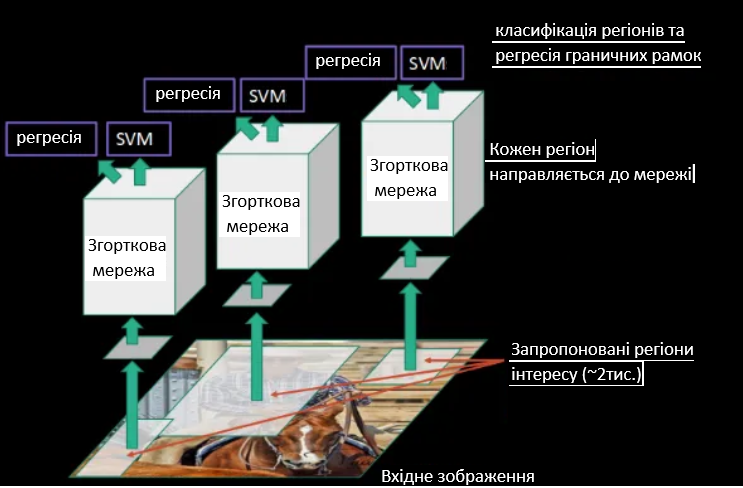 класифікація регіонів та
регресія граничних рамок
регресія SVM
регресія SVM
регресія SVM
Кожен регіон
направляється до мережі
Згорткова
мережа
Згорткова
мережа
Згорткова
мережа
Запропоновані регіони
інтересу (~2тис.)
Вхідне зображення